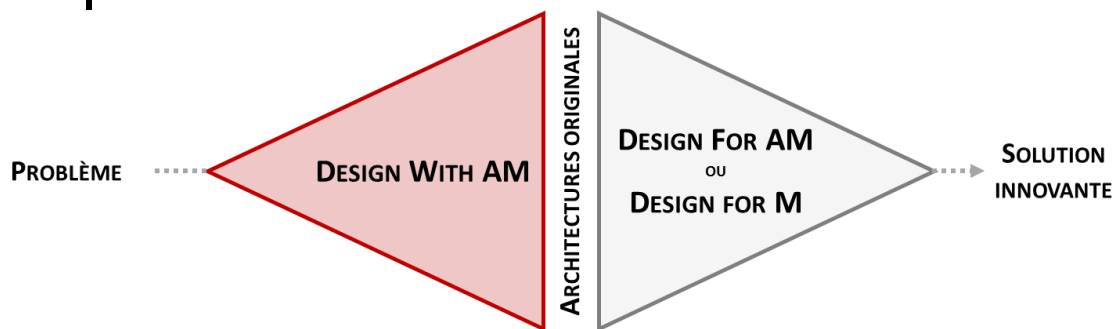 PROBLÈME
DESIGN WITH AM
ARCHITECTURES ORIGINALES
DESIGN FOR AM
OU
DESIGN FOR M
SOLUTION
INNOVANTE